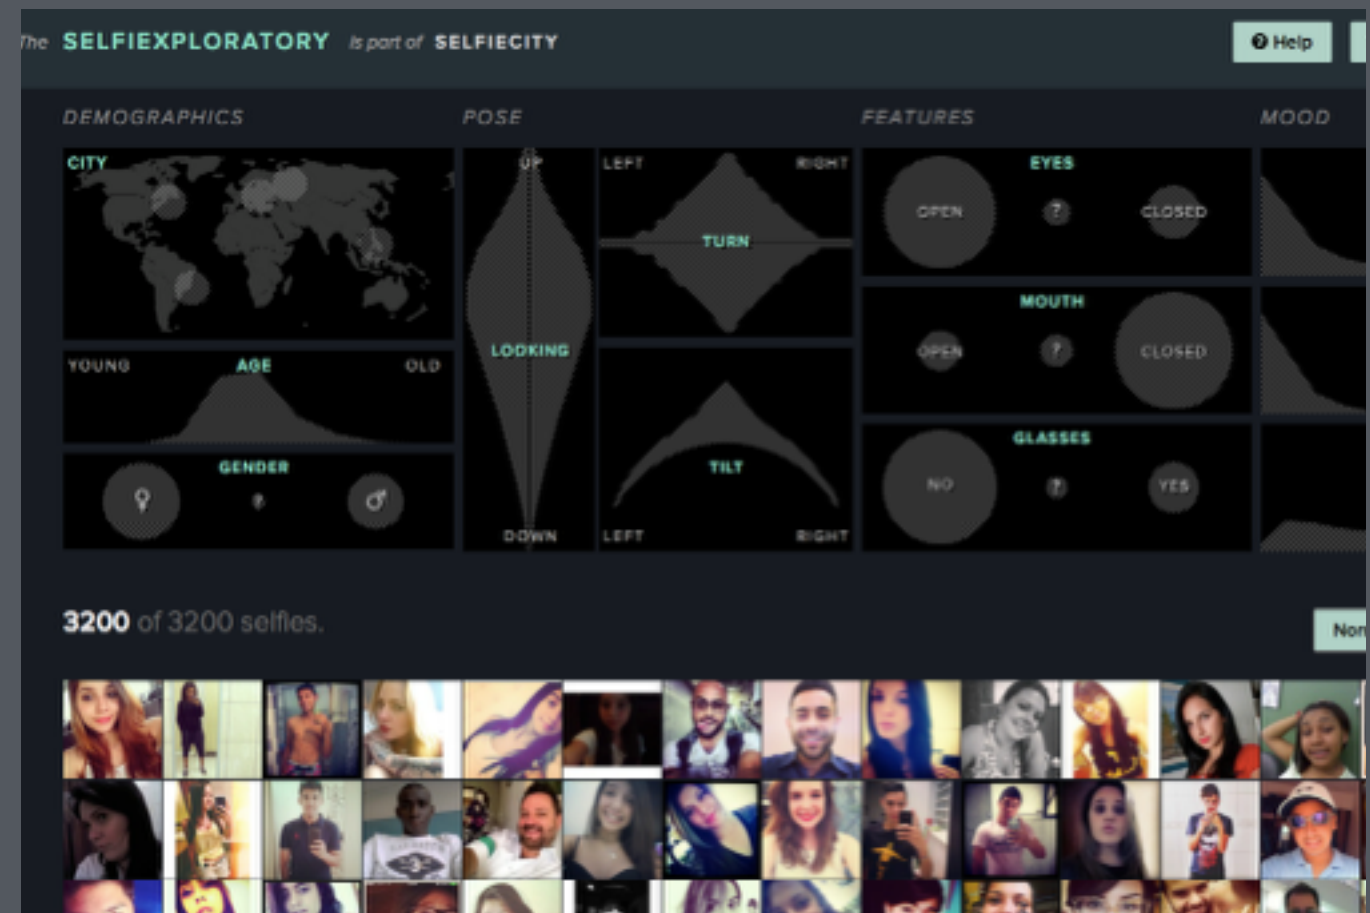 The SELFIEXPLORATORY Is part of SELFIECITY
? Help
DEMOGRAPHICS
POSE
FEATURES
MOOD
CITY
YOUNG AGE OLD
GENDER
?
UP
LOOKING
DOWN
LEFT RIGHT
TURN
TILT
LEFT RIGHT
EYES
OPEN ? CLOSED
MOUTH
OPEN ? CLOSED
GLASSES
NO ? YES
3200 of 3200 selfies.